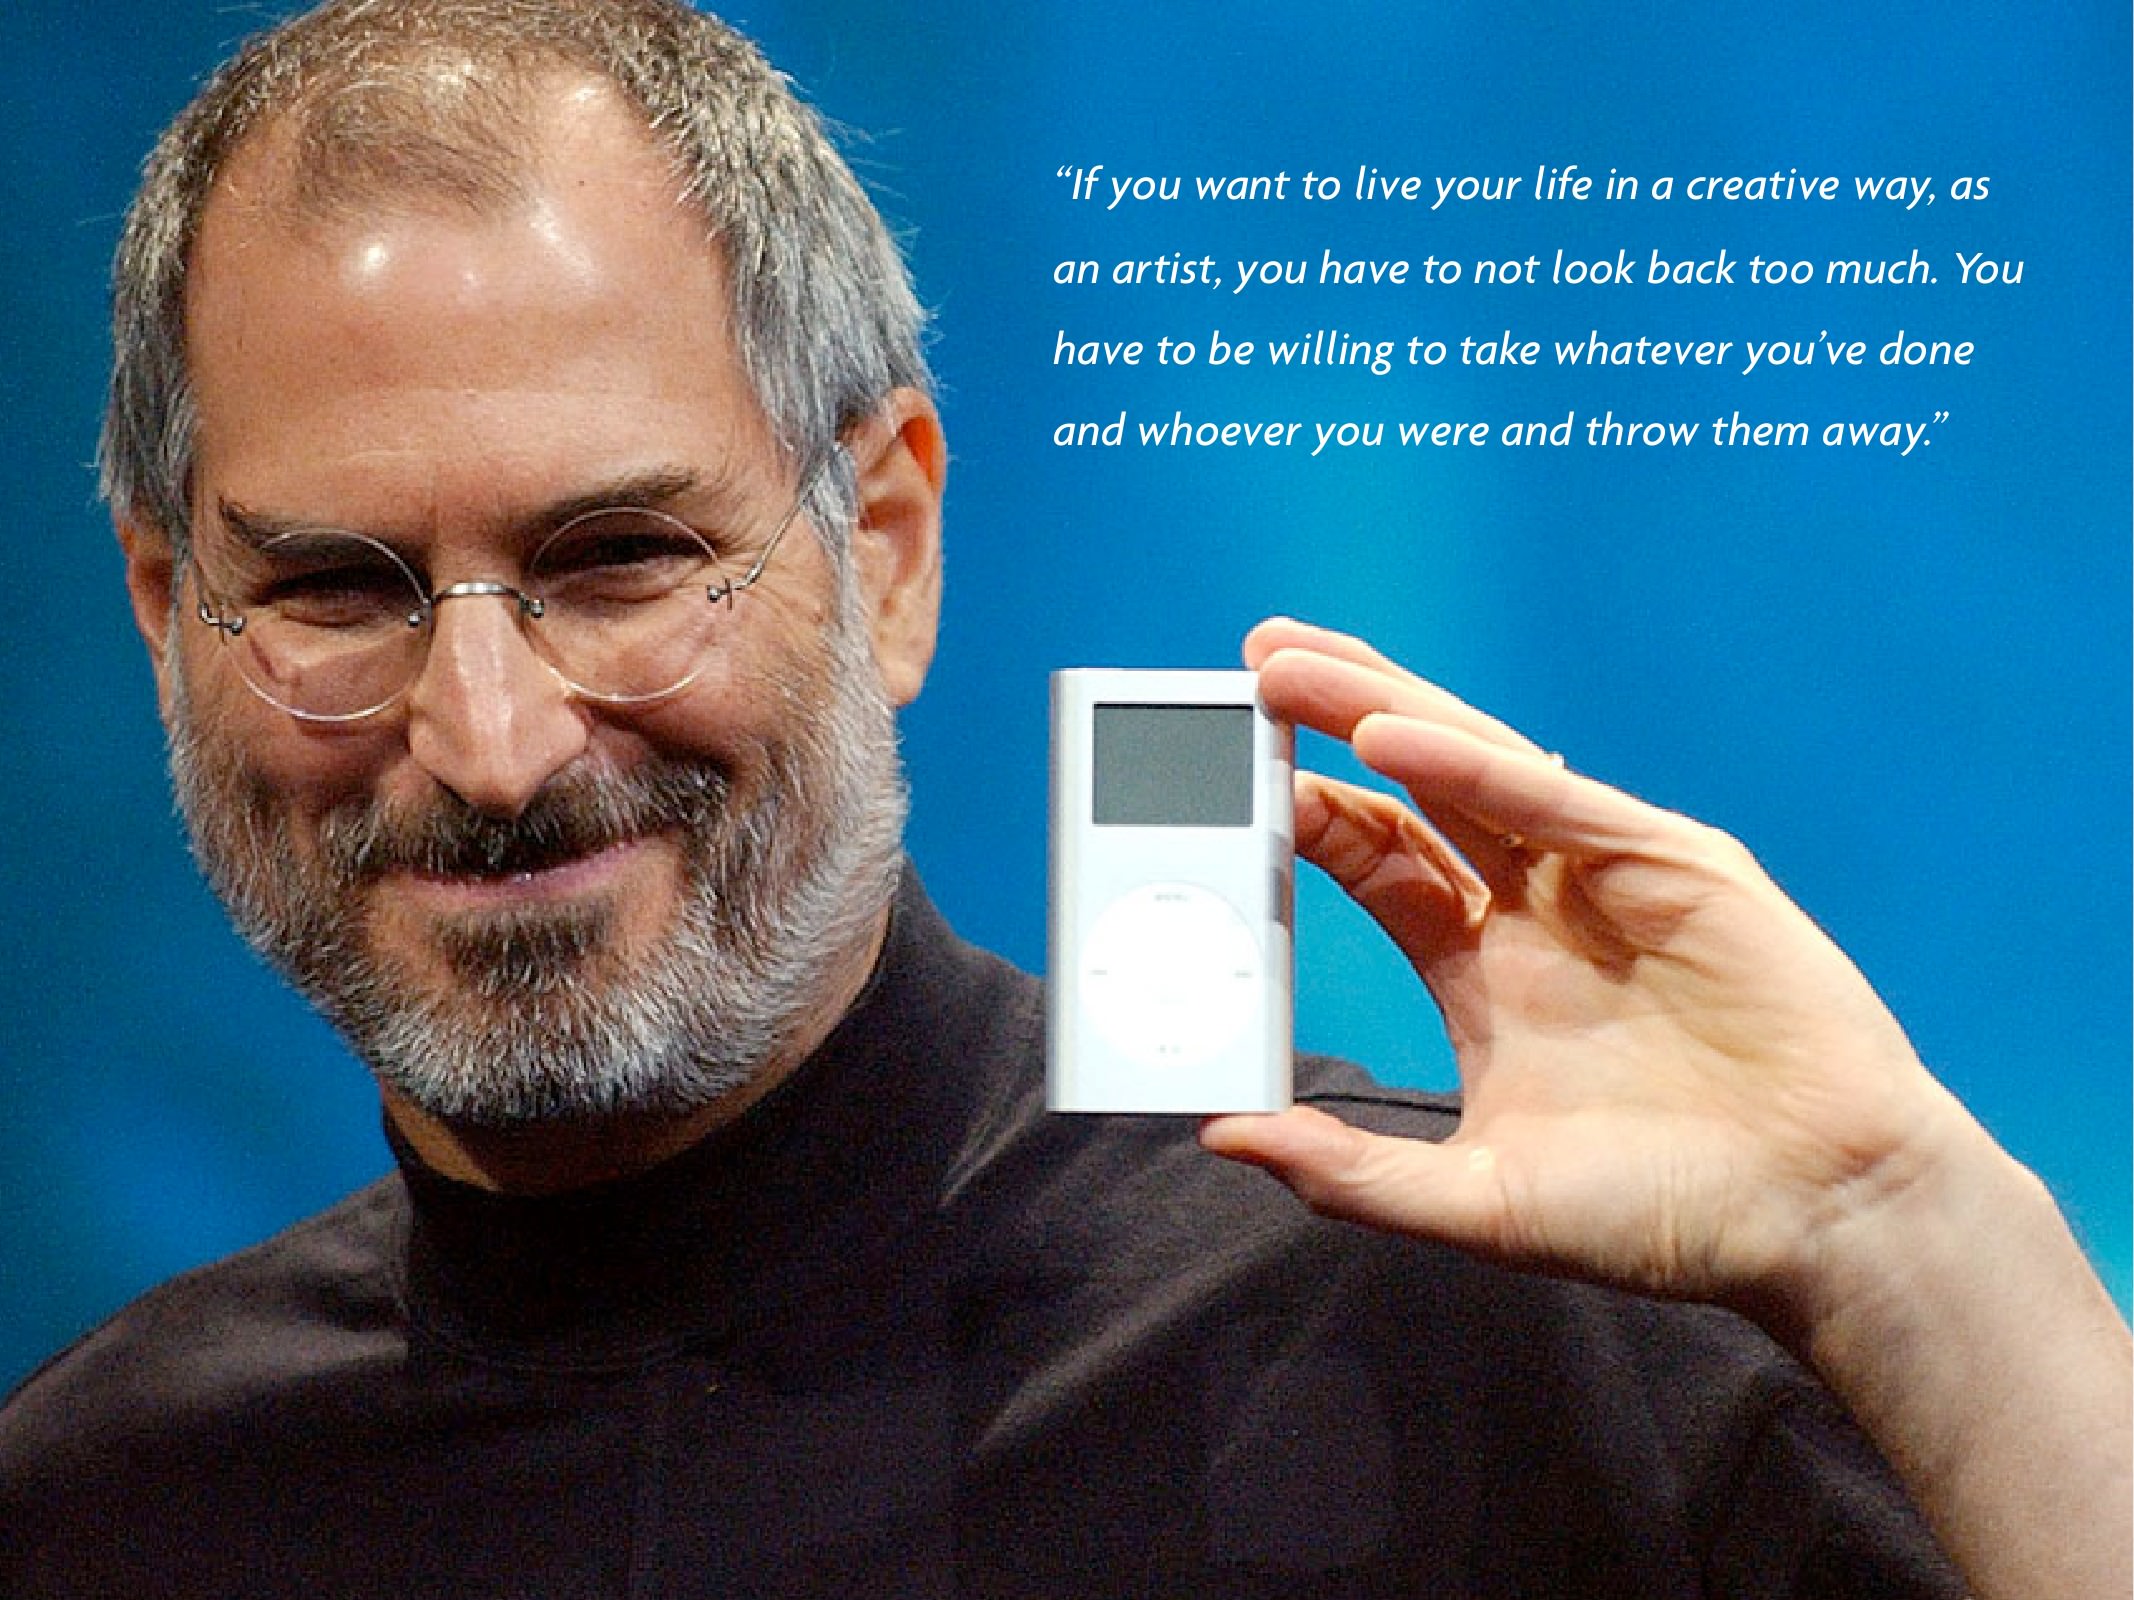 “If you want to live your life in a creative way, as
an artist, you have to not look back too much. You
have to be willing to take whatever you’ve done
and whoever you were and throw them away.”